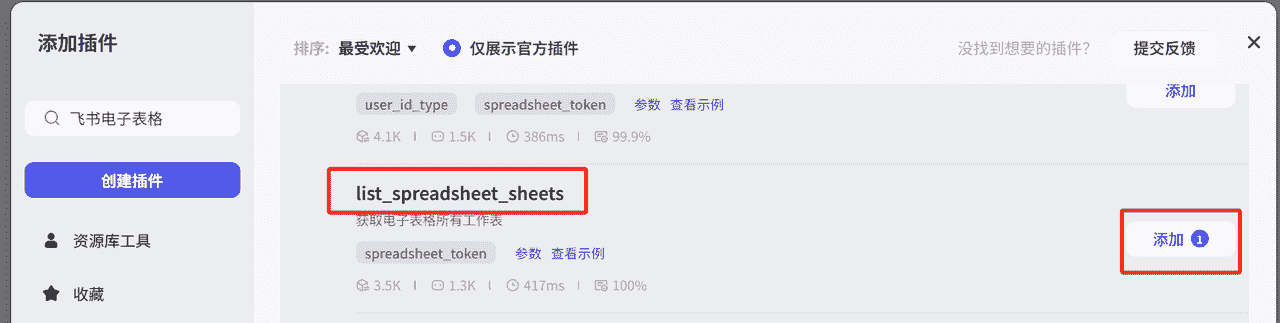 添加插件
排序: 最受欢迎 仅展示官方插件 没找到想要的插件? 提交反馈
飞书电子表格
创建插件
资源库工具
收藏
添加
user_id_type spreadsheet_token 参数 查看示例
4.1K 1.5K 386ms 99.9%
list_spreadsheet_sheets
获取电子表格所有工作表
添加 1
spreadsheet_token 参数 查看示例
3.5K 1.3K 417ms 100%